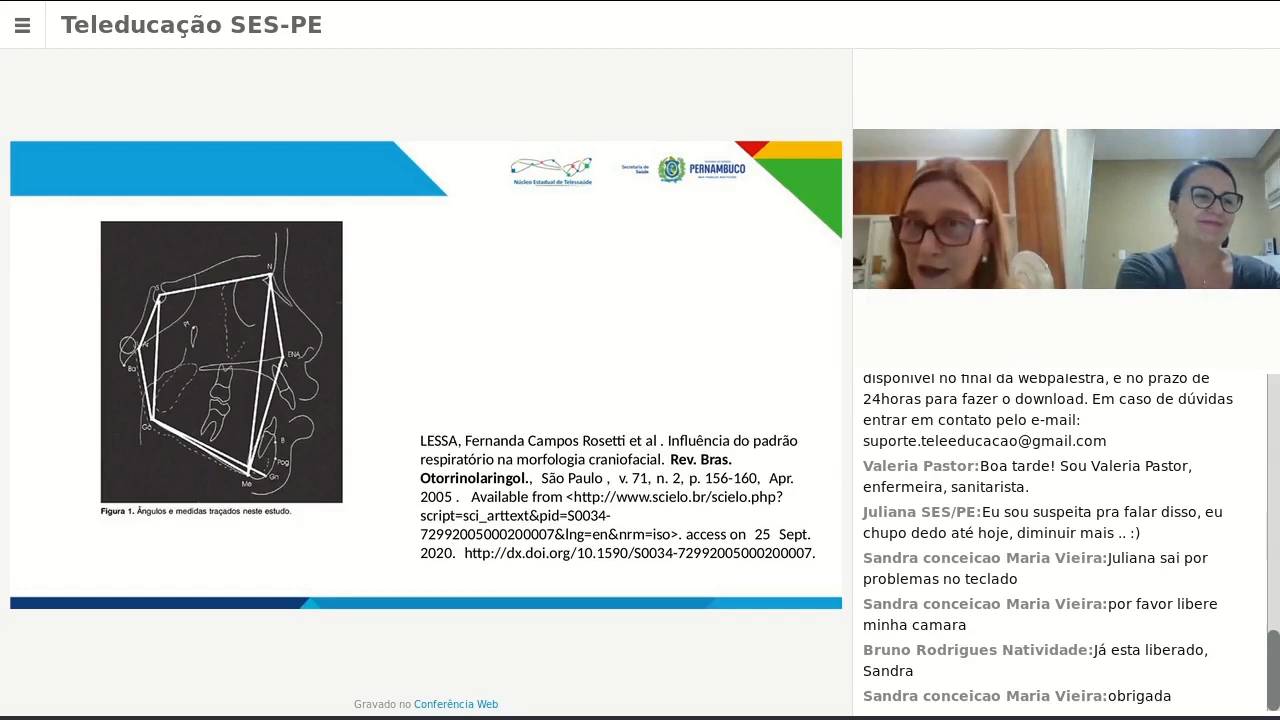 Teleducação SES-PE
Núcleo Estadual de Telessaúde
Secretaria de
Saúde
PERNAMBUCO
N
S
Ar
Ba
ENA
A
Go
B
Pog
Gn
Me
Figura 1. Ângulos e medidas traçados neste estudo.
LESSA, Fernanda Campos Rosetti et al . Influência do padrão
respiratório na morfologia craniofacial. Rev. Bras.
Otorrinolaringol., São Paulo , v. 71, n. 2, p. 156-160, Apr.
2005 . Available from <http://www.scielo.br/scielo.php?
script=sci_arttext&pid=S0034-
72992005000200007&lng=en&nrm=iso>. access on 25 Sept.
2020. http://dx.doi.org/10.1590/S0034-72992005000200007.
Gravado no Conferência Web
disponível no final da webpalestra, e no prazo de
24horas para fazer o download. Em caso de dúvidas
entrar em contato pelo e-mail:
suporte.teleeducacao@gmail.com
Valeria Pastor:Boa tarde! Sou Valeria Pastor,
enfermeira, sanitarista.
Juliana SES/PE:Eu sou suspeita pra falar disso, eu
chupo dedo até hoje, diminuir mais .. :)
Sandra conceicao Maria Vieira:Juliana sai por
problemas no teclado
Sandra conceicao Maria Vieira:por favor libere
minha camara
Bruno Rodrigues Natividade:Já esta liberado,
Sandra
Sandra conceicao Maria Vieira:obrigada